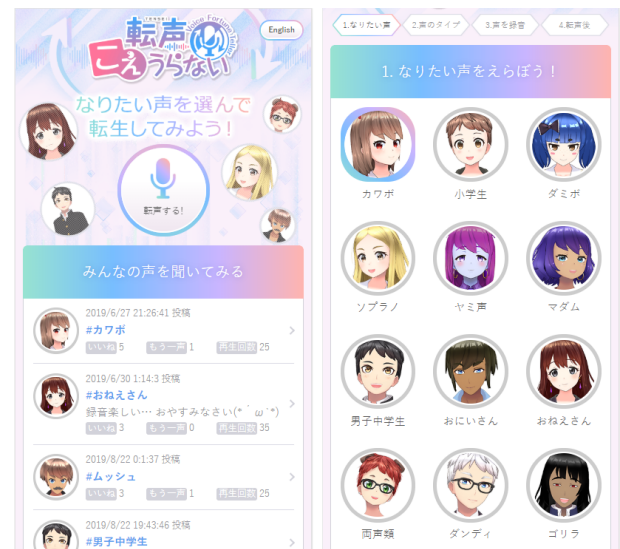 Voice Fortune Teller
転声
こえうらない
English
なりたい声を選んで
転生してみよう！
転声する!
みんなの声を聞いてみる
2019/6/27 21:26:41 投稿
#カワボ
いいね 5 もう一声 1 再生回数 25
2019/6/30 1:14:3 投稿
#おねえさん
録音楽しい… おやすみなさい(*´ω`*)
いいね 3 もう一声 0 再生回数 35
2019/8/22 0:1:37 投稿
#ムッシュ
いいね 3 もう一声 1 再生回数 25
2019/8/22 19:43:46 投稿
#男子中学生
1.なりたい声 2.声のタイプ 3.声を録音 4.転声後
1. なりたい声をえらぼう！
カワボ 小学生 ダミボ
ソプラノ ヤミ声 マダム
男子中学生 おにいさん おねえさん
両声類 ダンディ ゴリラ